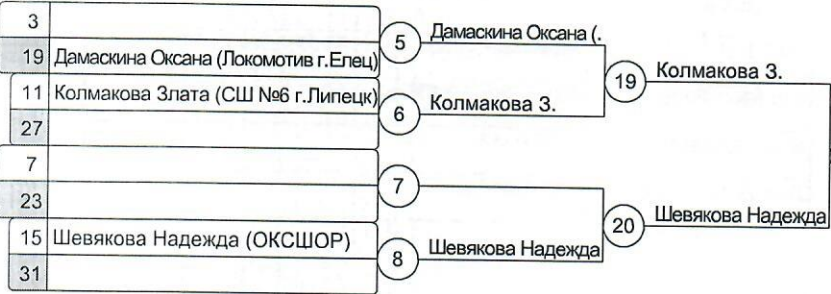 3
19 Дамаскина Оксана (Локомотив г.Елец)
11 Колмакова Злата (СШ №6 г.Липецк)
27
7
23
15 Шевякова Надежда (ОКСШОР)
31
5 Дамаскина Оксана (.
6 Колмакова З.
7
8 Шевякова Надежда
19 Колмакова З.
20 Шевякова Надежда